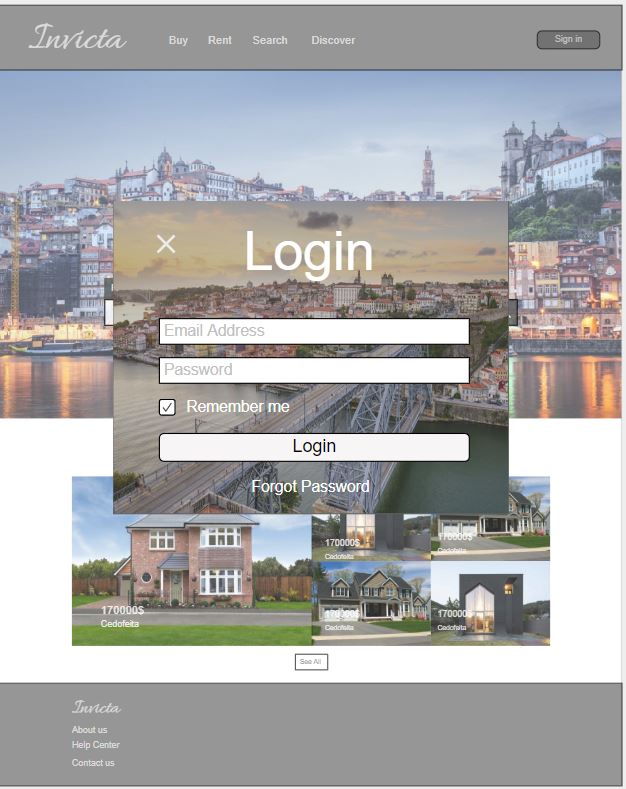 Invicta
Buy Rent Search Discover
Sign in
Login
Email Address
Password
Remember me
Login
Forgot Password
170000$
Cedofeita
170000$
Cedofeita
170000$
Cedofeita
170000$
Cedofeita
170000$
Cedofeita
See All
Invicta
About us
Help Center
Contact us